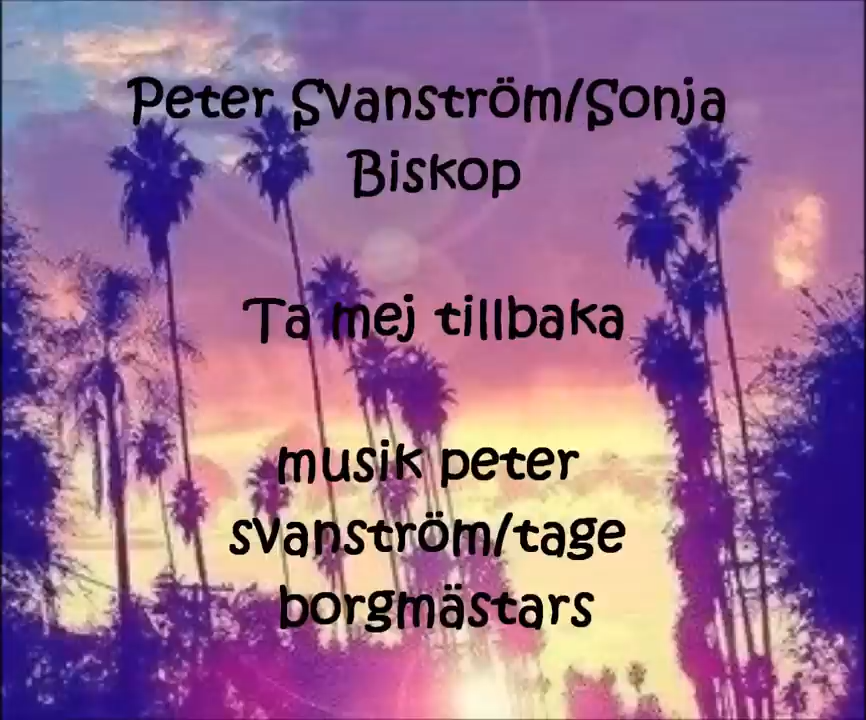 Peter Svanström/Sonja
Biskop
Ta mej tillbaka
musik peter
svanström/tage
borgmästars